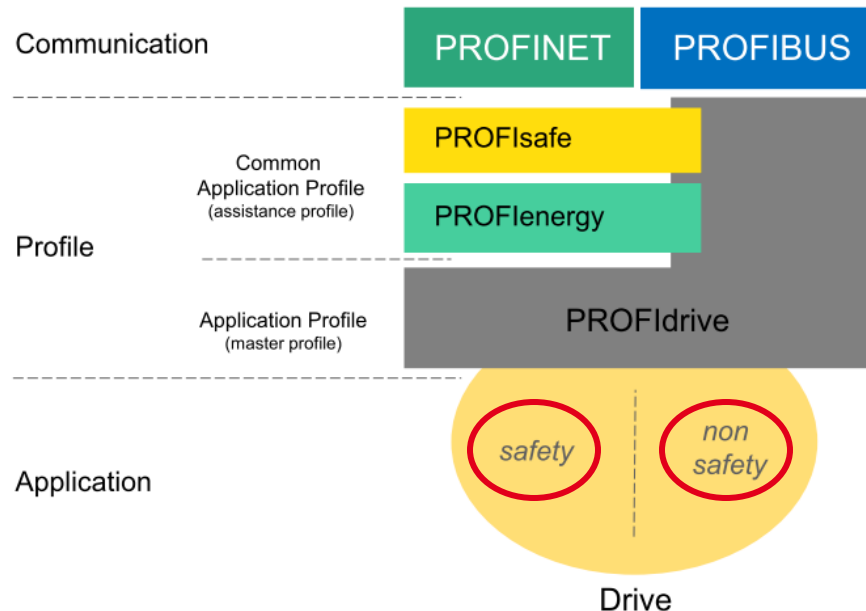 Communication
PROFINET
PROFIBUS
PROFIsafe
Common
Application Profile
(assistance profile)
PROFIenergy
Profile
Application Profile
(master profile)
PROFIdrive
safety
non
safety
Application
Drive